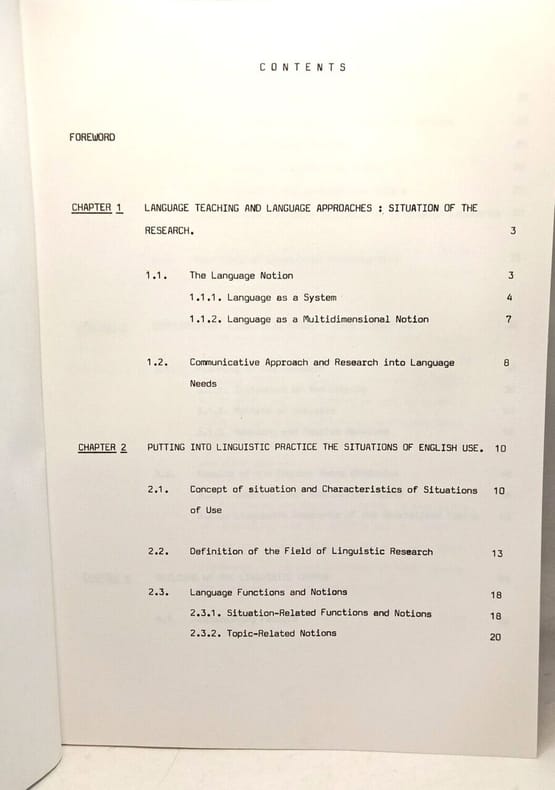 CONTENTS
FOREWORD
CHAPTER 1 LANGUAGE TEACHING AND LANGUAGE APPROACHES : SITUATION OF THE
RESEARCH. 3
1.1. The Language Notion 3
1.1.1. Language as a System 4
1.1.2. Language as a Multidimensional Notion 7
1.2. Communicative Approach and Research into Language 8
Needs
CHAPTER 2 PUTTING INTO LINGUISTIC PRACTICE THE SITUATIONS OF ENGLISH USE. 10
2.1. Concept of situation and Characteristics of Situations 10
of Use
2.2. Definition of the Field of Linguistic Research 13
2.3. Language Functions and Notions 18
2.3.1. Situation-Related Functions and Notions 18
2.3.2. Topic-Related Notions 20